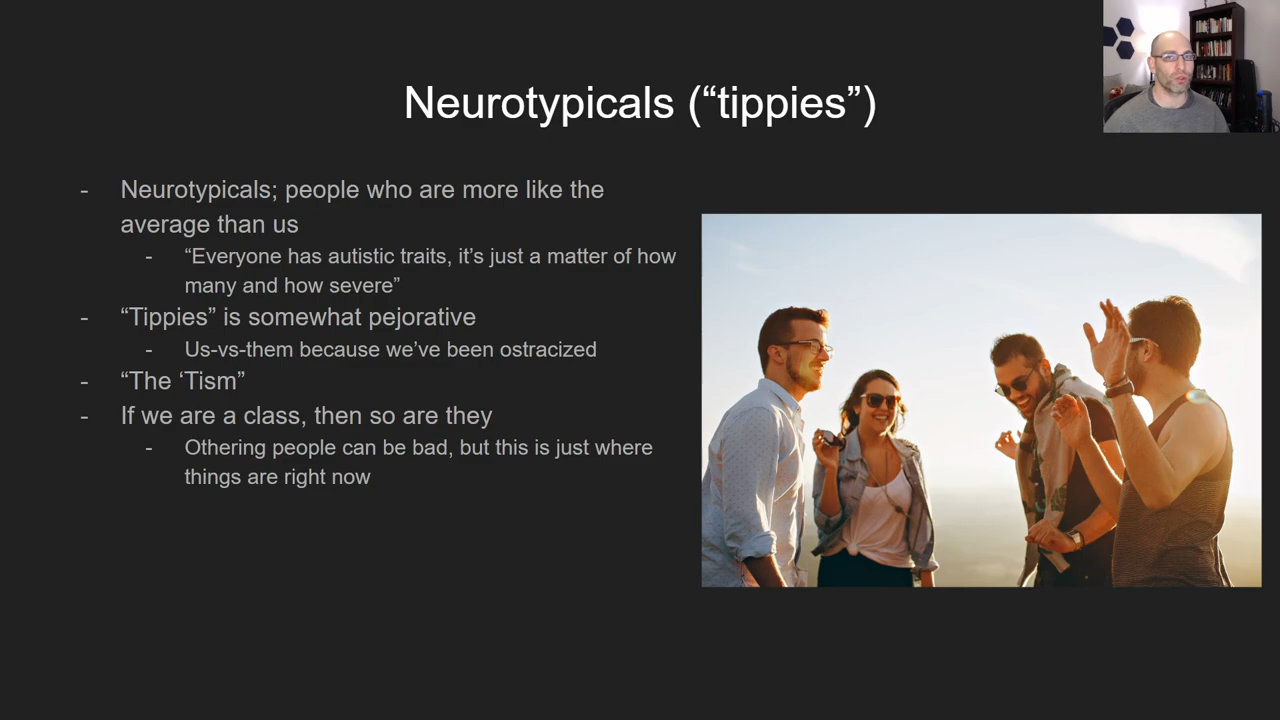 Neurotypicals (“tippies”)
- Neurotypicals; people who are more like the
average than us
- “Everyone has autistic traits, it’s just a matter of how
many and how severe”
- “Tippies” is somewhat pejorative
- Us-vs-them because we’ve been ostracized
- “The ‘Tism”
- If we are a class, then so are they
- Othering people can be bad, but this is just where
things are right now